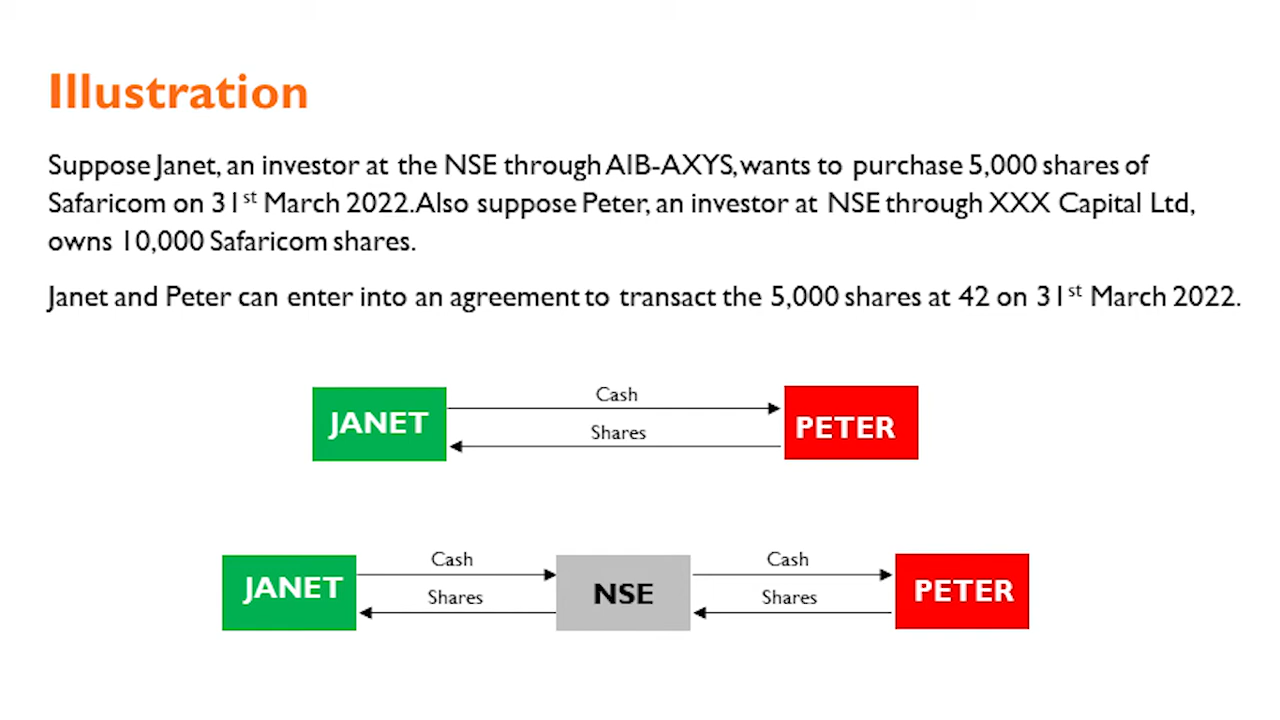 Illustration
Suppose Janet, an investor at the NSE through AIB-AXYS, wants to purchase 5,000 shares of
Safaricom on 31st March 2022. Also suppose Peter, an investor at NSE through XXX Capital Ltd,
owns 10,000 Safaricom shares.
Janet and Peter can enter into an agreement to transact the 5,000 shares at 42 on 31st March 2022.
Cash
JANET
PETER
Shares
Cash
Cash
JANET
NSE
PETER
Shares
Shares